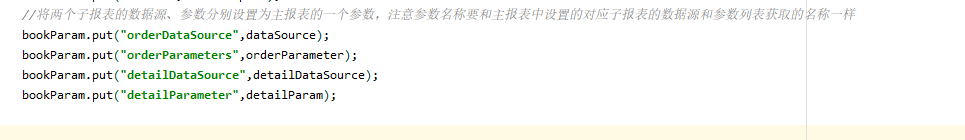 //将两个子报表的数据源、参数分别设置为主报表的一个参数，注意参数名称要和主报表中设置的对应子报表的数据源和参数列表获取的名称一样
bookParam.put("orderDataSource",dataSource);
bookParam.put("orderParameters",orderParameter);
bookParam.put("detailDataSource",detailDataSource);
bookParam.put("detailParameter",detailParam);